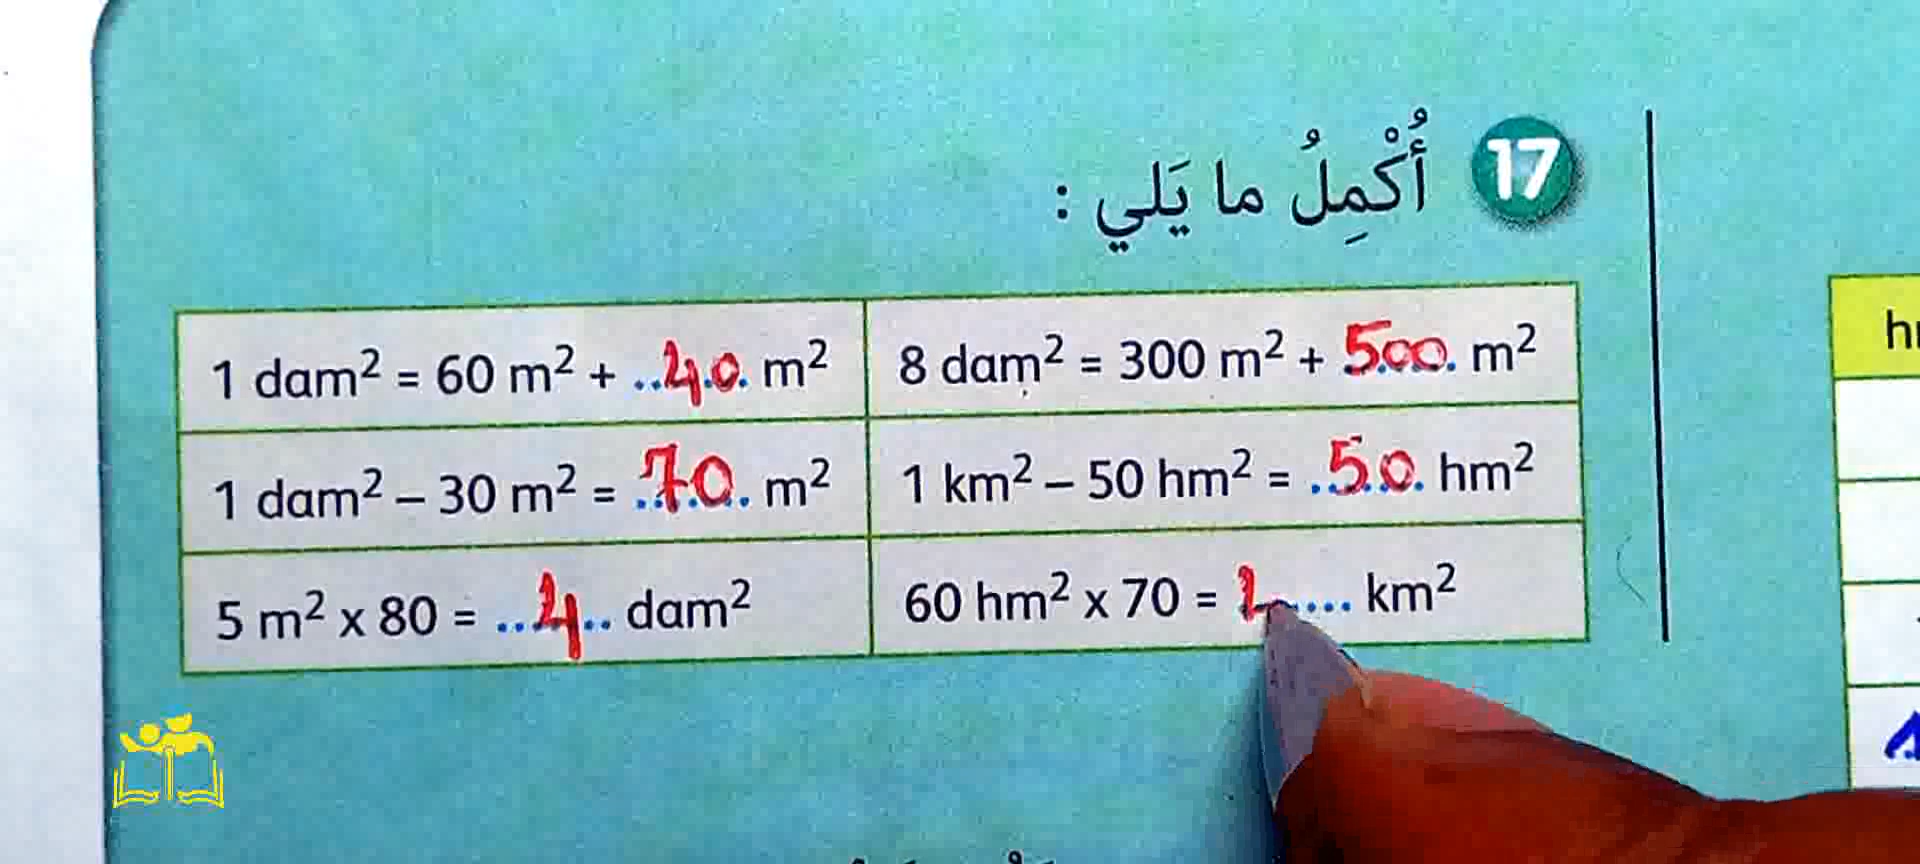 17 أُكْمِلُ ما يَلي :
1 dam² = 60 m² + ..40. m²
8 dam² = 300 m² + 500. m²
1 dam² – 30 m² = .70. m²
1 km² – 50 hm² = .50. hm²
5 m² x 80 = ..4.. dam²
60 hm² x 70 = .... km²